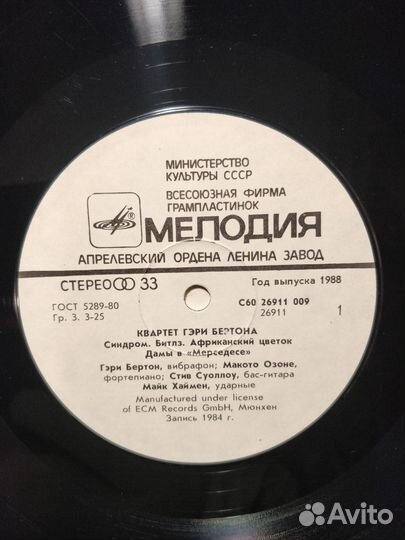 МИНИСТЕРСТВО
КУЛЬТУРЫ СССР
ВСЕСОЮЗНАЯ ФИРМА
ГРАМПЛАСТИНОК
МЕЛОДИЯ
АПРЕЛЕВСКИЙ ОРДЕНА ЛЕНИНА ЗАВОД
СТЕРЕО 33
Год выпуска 1988
ГОСТ 5289-80
Гр. 3. 3-25
С60 26911 009
26911
1
КВАРТЕТ ГЭРИ БЕРТОНА
Синдром. Битлз. Африканский цветок
Дамы в «Мерседесе»
Гэри Бертон, вибрафон; Макото Озоне,
фортепиано; Стив Суоллоу, бас-гитара
Майк Хаймен, ударные
Manufactured under license
of ECM Records GmbH, Мюнхен
Запись 1984 г.
Avito